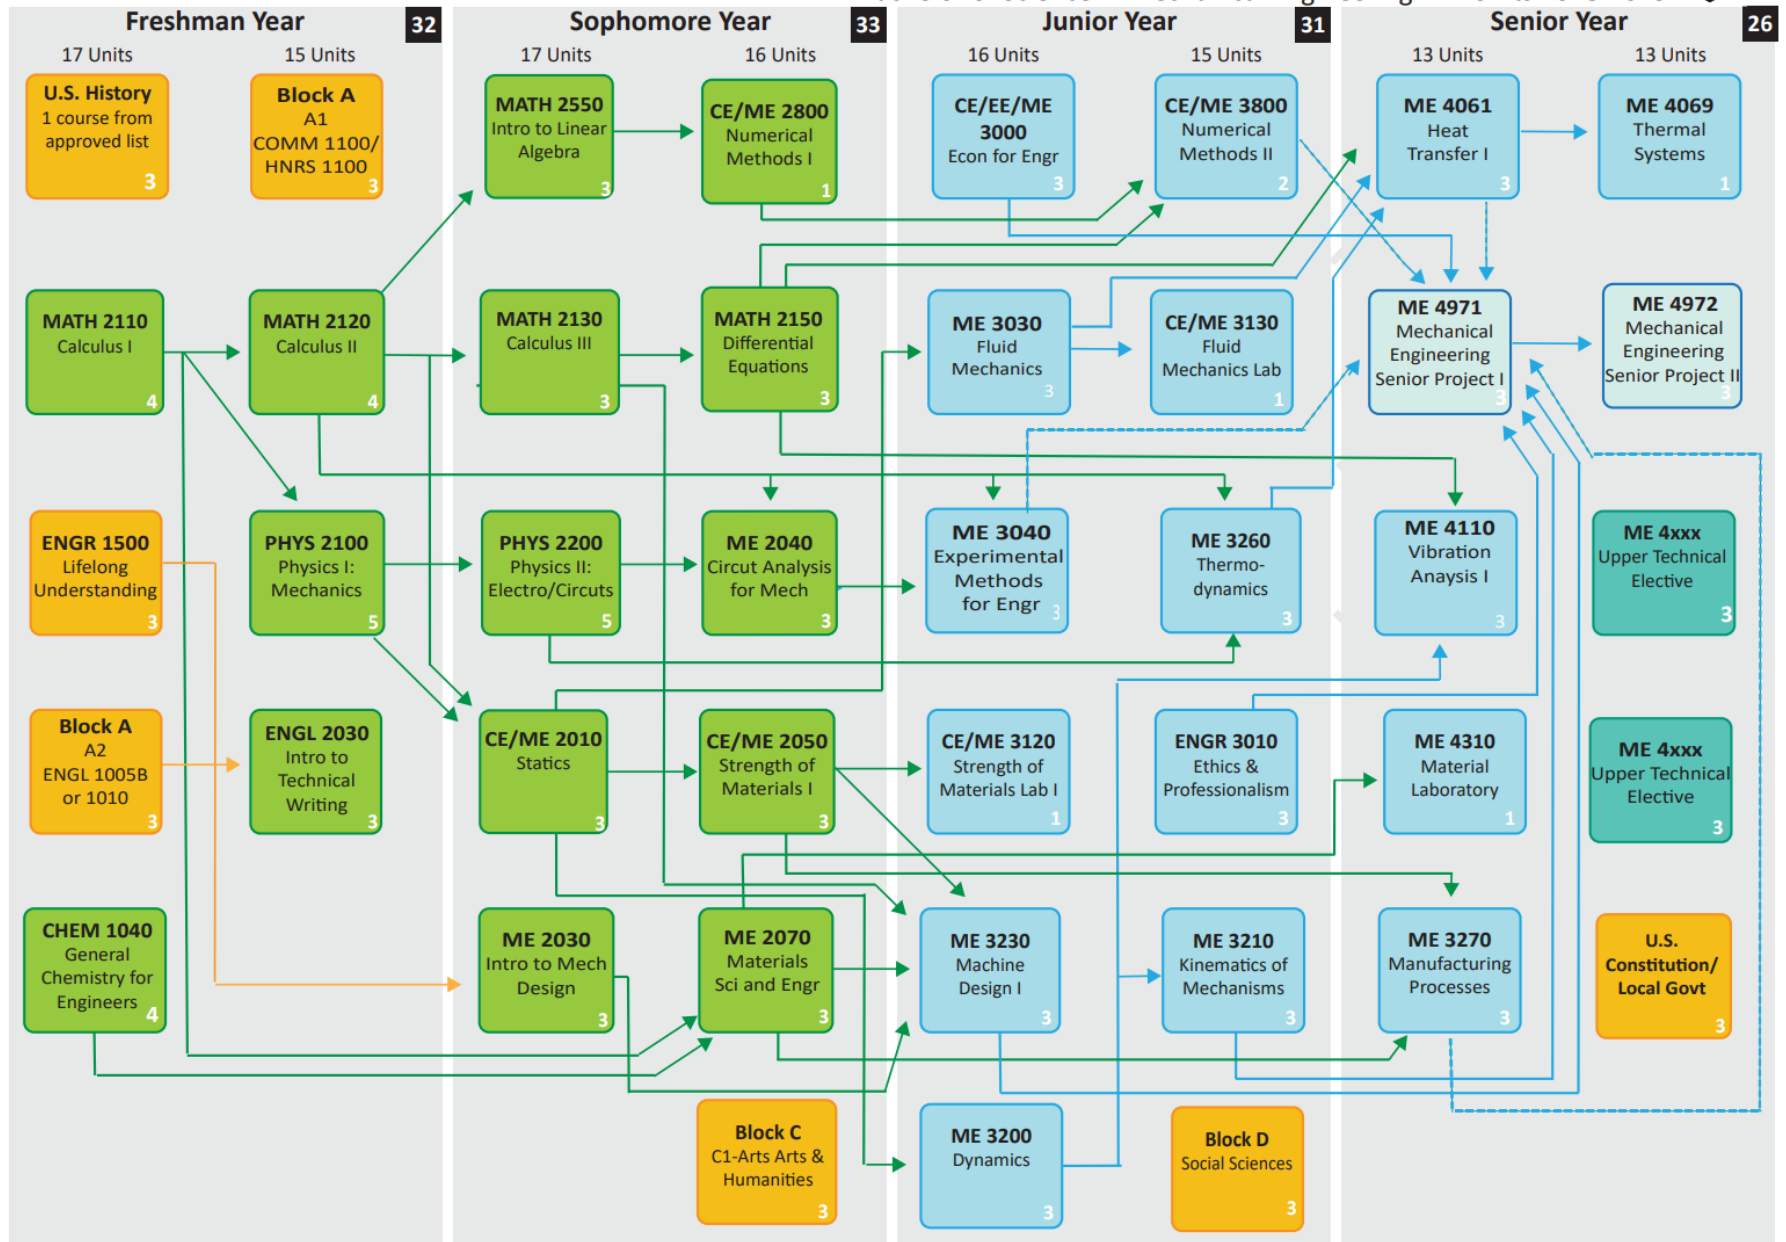 Freshman Year
32
Sophomore Year
33
Junior Year
31
Senior Year
26
17 Units
15 Units
17 Units
16 Units
16 Units
15 Units
13 Units
13 Units
U.S. History
1 course from
approved list
3
Block A
A1
COMM 1100/
HNRS 1100
3
MATH 2550
Intro to Linear
Algebra
3
CE/ME 2800
Numerical
Methods I
1
CE/EE/ME
3000
Econ for Engr
3
CE/ME 3800
Numerical
Methods II
2
ME 4061
Heat
Transfer I
3
ME 4069
Thermal
Systems
1
MATH 2110
Calculus I
4
MATH 2120
Calculus II
4
MATH 2130
Calculus III
3
MATH 2150
Differential
Equations
3
ME 3030
Fluid
Mechanics
3
CE/ME 3130
Fluid
Mechanics Lab
1
ME 4971
Mechanical
Engineering
Senior Project I
3
ME 4972
Mechanical
Engineering
Senior Project II
3
ENGR 1500
Lifelong
Understanding
3
PHYS 2100
Physics I:
Mechanics
5
PHYS 2200
Physics II:
Electro/Circuts
5
ME 2040
Circut Analysis
for Mech
3
ME 3040
Experimental
Methods
for Engr
3
ME 3260
Thermo-
dynamics
3
ME 4110
Vibration
Anaysis I
3
ME 4xxx
Upper Technical
Elective
3
Block A
A2
ENGL 1005B
or 1010
3
ENGL 2030
Intro to
Technical
Writing
3
CE/ME 2010
Statics
3
CE/ME 2050
Strength of
Materials I
3
CE/ME 3120
Strength of
Materials Lab I
1
ENGR 3010
Ethics &
Professionalism
3
ME 4310
Material
Laboratory
1
ME 4xxx
Upper Technical
Elective
3
CHEM 1040
General
Chemistry for
Engineers
4
ME 2030
Intro to Mech
Design
3
ME 2070
Materials
Sci and Engr
3
ME 3230
Machine
Design I
3
ME 3210
Kinematics of
Mechanisms
3
ME 3270
Manufacturing
Processes
3
U.S.
Constitution/
Local Govt
3
Block C
C1-Arts Arts &
Humanities
3
ME 3200
Dynamics
3
Block D
Social Sciences
3